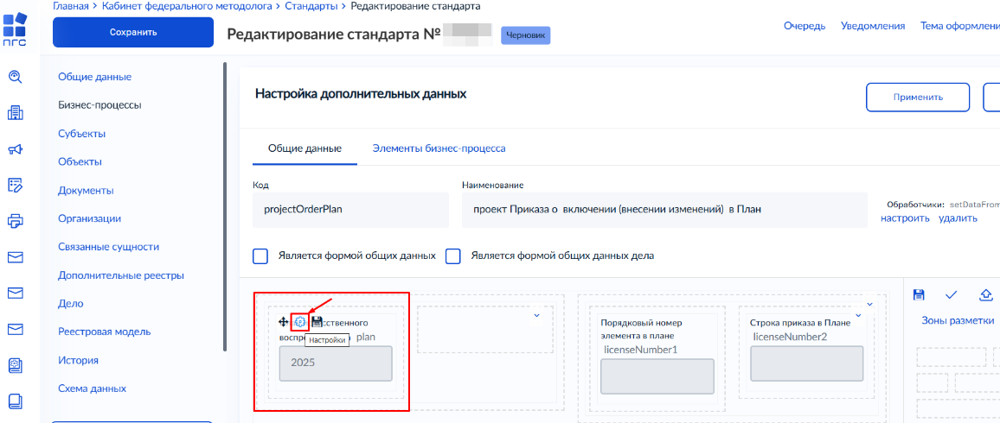 Главная > Кабинет федерального методолога > Стандарты > Редактирование стандарта
пгс
Сохранить
Редактирование стандарта №
Черновик
Очередь Уведомления Тема оформлени
Общие данные
Бизнес-процессы
Субъекты
Объекты
Документы
Организации
Связанные сущности
Дополнительные реестры
Дело
Реестровая модель
История
Схема данных
Настройка дополнительных данных
Применить
Общие данные Элементы бизнес-процесса
Код
projectOrderPlan
Наименование
проект Приказа о включении (внесении изменений) в План
Обработчики: setDataFrom
настроить удалить
Является формой общих данных
Является формой общих данных дела
сственного
воспр plan
Настройки
2025
Порядковый номер
элемента в плане
licenseNumber1
Строка приказа в Плане
licenseNumber2
Зоны разметки